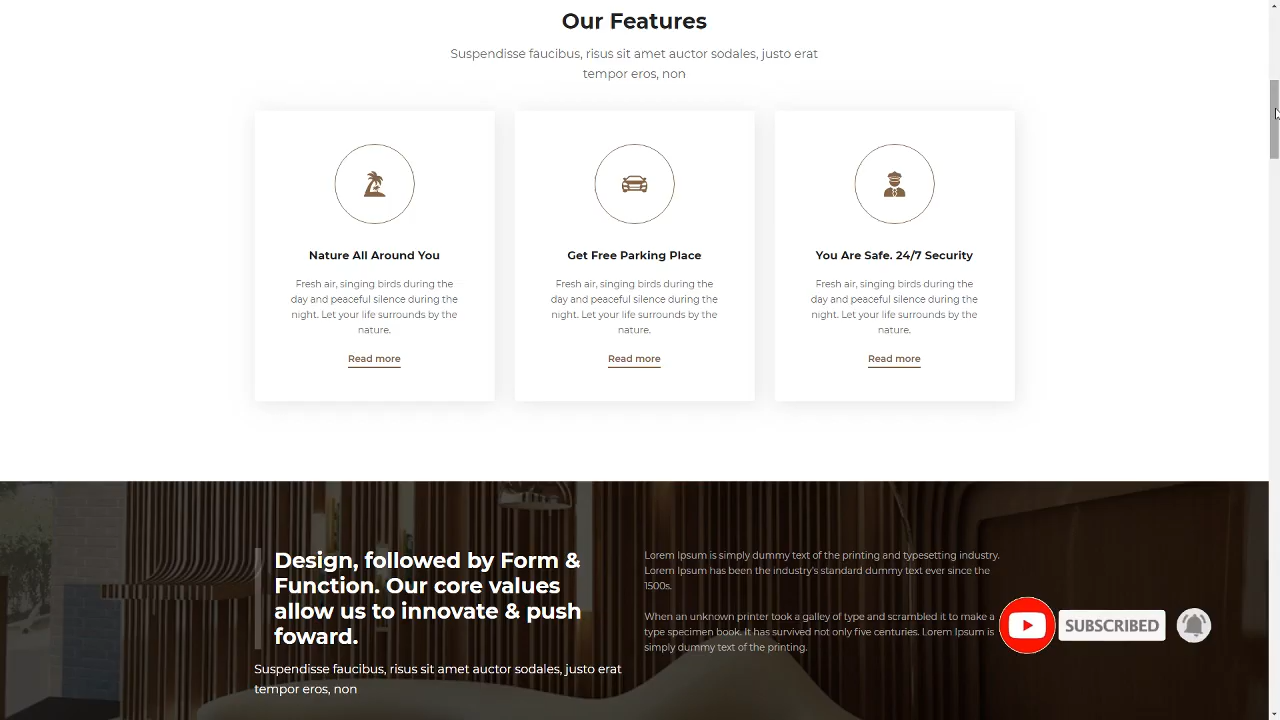 Our Features
Suspendisse faucibus, risus sit amet auctor sodales, justo erat
tempor eros, non
Nature All Around You
Fresh air, singing birds during the
day and peaceful silence during the
night. Let your life surrounds by the
nature.
Read more
Get Free Parking Place
Fresh air, singing birds during the
day and peaceful silence during the
night. Let your life surrounds by the
nature.
Read more
You Are Safe. 24/7 Security
Fresh air, singing birds during the
day and peaceful silence during the
night. Let your life surrounds by the
nature.
Read more
Design, followed by Form &
Function. Our core values
allow us to innovate & push
foward.
Suspendisse faucibus, risus sit amet auctor sodales, justo erat
tempor eros, non
Lorem Ipsum is simply dummy text of the printing and typesetting industry.
Lorem Ipsum has been the industry's standard dummy text ever since the
1500s.
When an unknown printer took a galley of type and scrambled it to make a
type specimen book. It has survived not only five centuries. Lorem Ipsum is
simply dummy text of the printing.
SUBSCRIBED